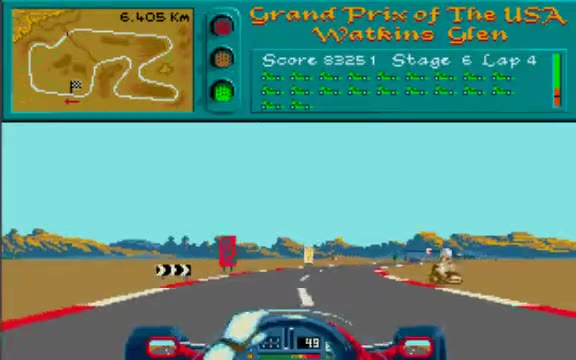 6.405 Km
Grand Prix of The USA
Watkins Glen
Score 83251 Stage 6 Lap 4
49